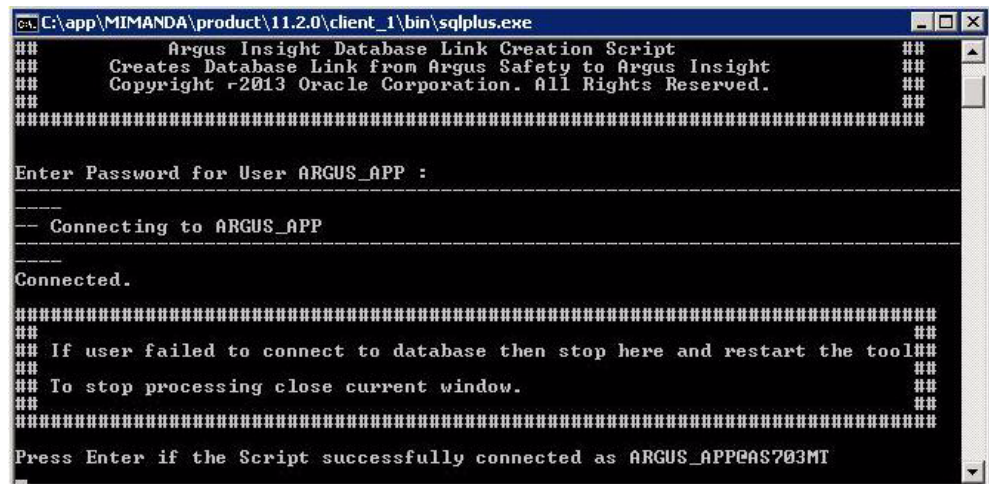 C:\app\MIMANDA\product\11.2.0\client_1\bin\sqlplus.exe
## Argus Insight Database Link Creation Script ##
## Creates Database Link from Argus Safety to Argus Insight ##
## Copyright ⌐2013 Oracle Corporation. All Rights Reserved. ##
## ##
##############################################################################
Enter Password for User ARGUS_APP :
--------------------------------------------------------------------------------
----
-- Connecting to ARGUS_APP
--------------------------------------------------------------------------------
----
Connected.
###############################################################################
## ##
## If user failed to connect to database then stop here and restart the tool##
## ##
## To stop processing close current window. ##
## ##
###############################################################################
Press Enter if the Script successfully connected as ARGUS_APP@AS703MT